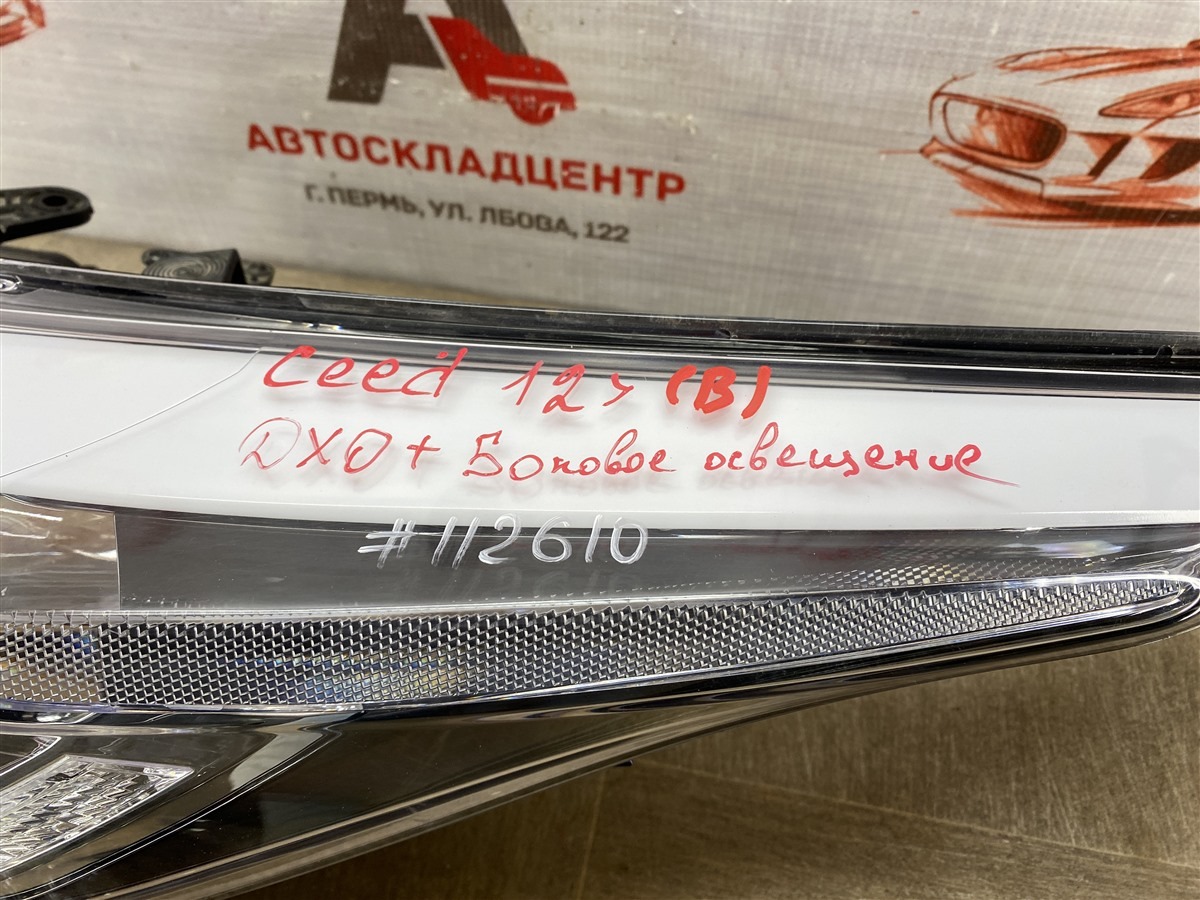 АВТОСКЛАДЦЕНТР
Г. ПЕРМЬ, УЛ. ЛБОВА, 122
Ceed 12> (B)
DXO + Боковое освещение
#112610